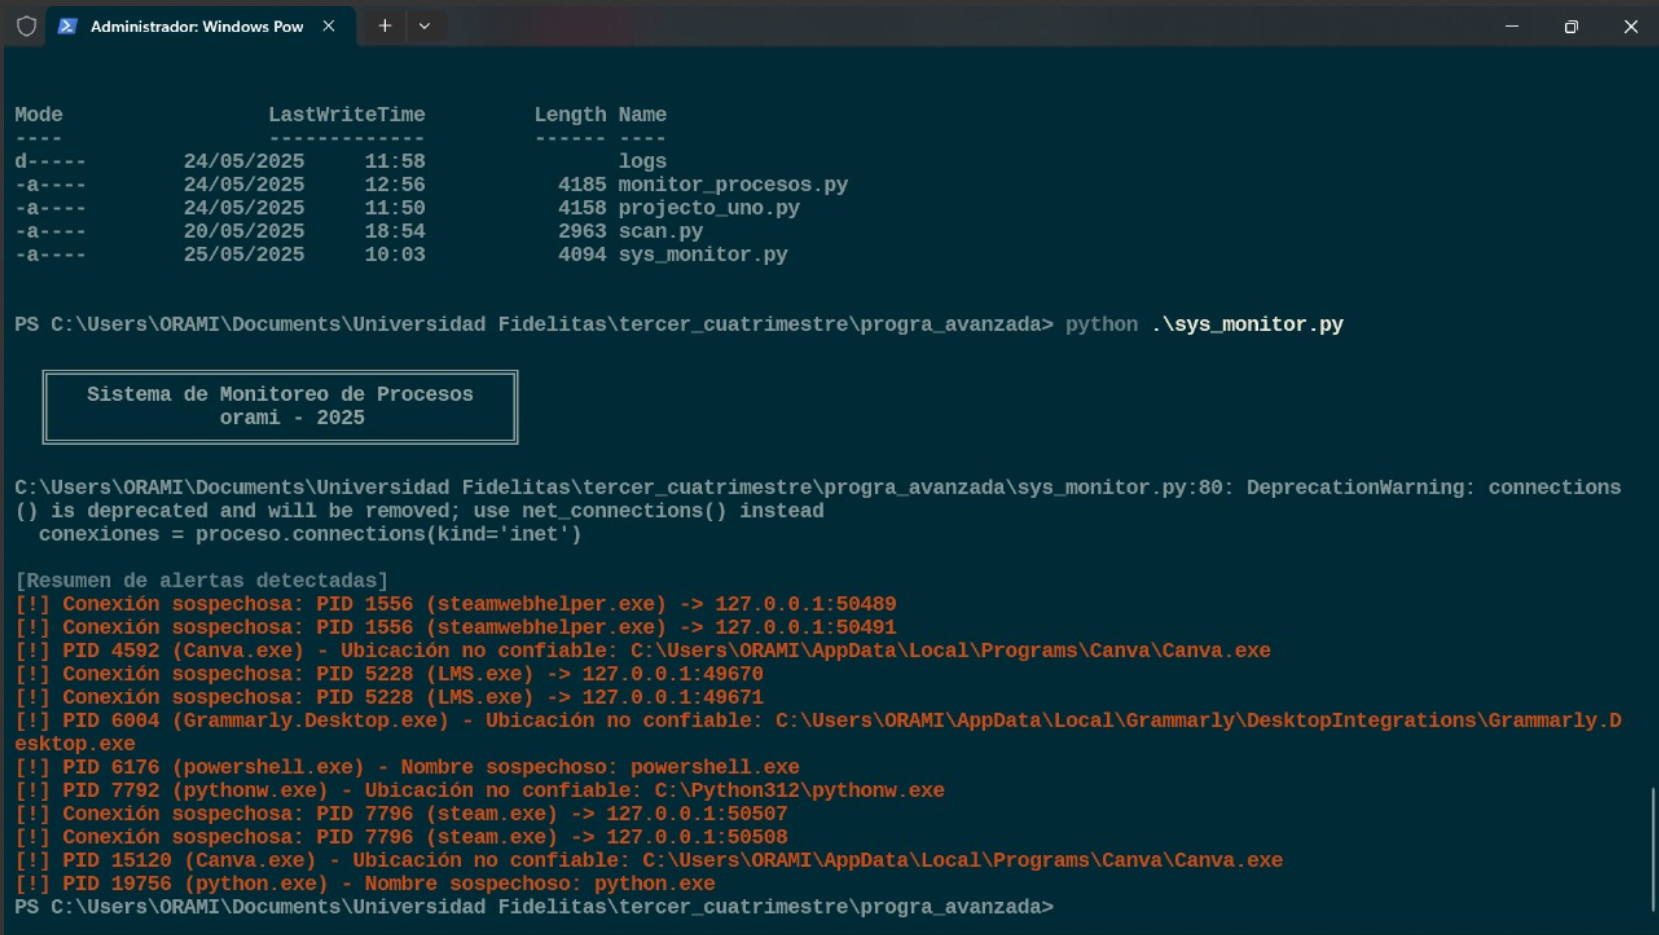 Administrador: Windows Pow
Mode                 LastWriteTime         Length Name
----                 -------------         ------ ----
d-----        24/05/2025     11:58                logs
-a----        24/05/2025     12:56           4185 monitor_procesos.py
-a----        24/05/2025     11:50           4158 projecto_uno.py
-a----        20/05/2025     18:54           2963 scan.py
-a----        25/05/2025     10:03           4094 sys_monitor.py
PS C:\Users\ORAMI\Documents\Universidad Fidelitas\tercer_cuatrimestre\progra_avanzada> python .\sys_monitor.py
Sistema de Monitoreo de Procesos
orami - 2025
C:\Users\ORAMI\Documents\Universidad Fidelitas\tercer_cuatrimestre\progra_avanzada\sys_monitor.py:80: DeprecationWarning: connections
() is deprecated and will be removed; use net_connections() instead
  conexiones = proceso.connections(kind='inet')
[Resumen de alertas detectadas]
[!] Conexión sospechosa: PID 1556 (steamwebhelper.exe) -> 127.0.0.1:50489
[!] Conexión sospechosa: PID 1556 (steamwebhelper.exe) -> 127.0.0.1:50491
[!] PID 4592 (Canva.exe) - Ubicación no confiable: C:\Users\ORAMI\AppData\Local\Programs\Canva\Canva.exe
[!] Conexión sospechosa: PID 5228 (LMS.exe) -> 127.0.0.1:49670
[!] Conexión sospechosa: PID 5228 (LMS.exe) -> 127.0.0.1:49671
[!] PID 6004 (Grammarly.Desktop.exe) - Ubicación no confiable: C:\Users\ORAMI\AppData\Local\Grammarly\DesktopIntegrations\Grammarly.D
esktop.exe
[!] PID 6176 (powershell.exe) - Nombre sospechoso: powershell.exe
[!] PID 7792 (pythonw.exe) - Ubicación no confiable: C:\Python312\pythonw.exe
[!] Conexión sospechosa: PID 7796 (steam.exe) -> 127.0.0.1:50507
[!] Conexión sospechosa: PID 7796 (steam.exe) -> 127.0.0.1:50508
[!] PID 15120 (Canva.exe) - Ubicación no confiable: C:\Users\ORAMI\AppData\Local\Programs\Canva\Canva.exe
[!] PID 19756 (python.exe) - Nombre sospechoso: python.exe
PS C:\Users\ORAMI\Documents\Universidad Fidelitas\tercer_cuatrimestre\progra_avanzada>